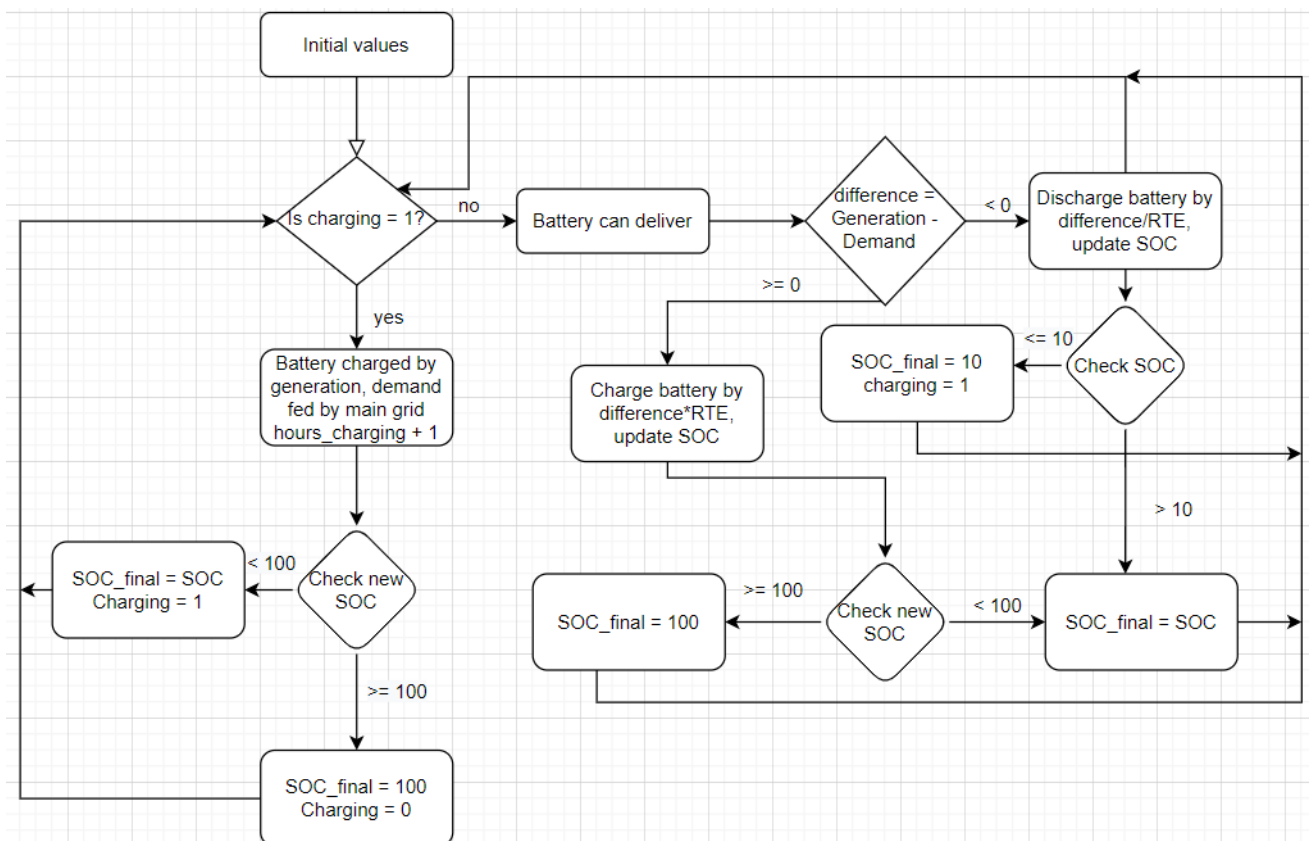 Initial values
Is charging = 1?
no
Battery can deliver
difference =
Generation -
Demand
< 0
Discharge battery by
difference/RTE,
update SOC
>= 0
yes
Battery charged by
generation, demand
fed by main grid
hours_charging + 1
Charge battery by
difference*RTE,
update SOC
SOC_final = 10
charging = 1
<= 10
Check SOC
> 10
SOC_final = SOC
Charging = 1
< 100
Check new
SOC
SOC_final = 100
>= 100
Check new
SOC
< 100
SOC_final = SOC
>= 100
SOC_final = 100
Charging = 0